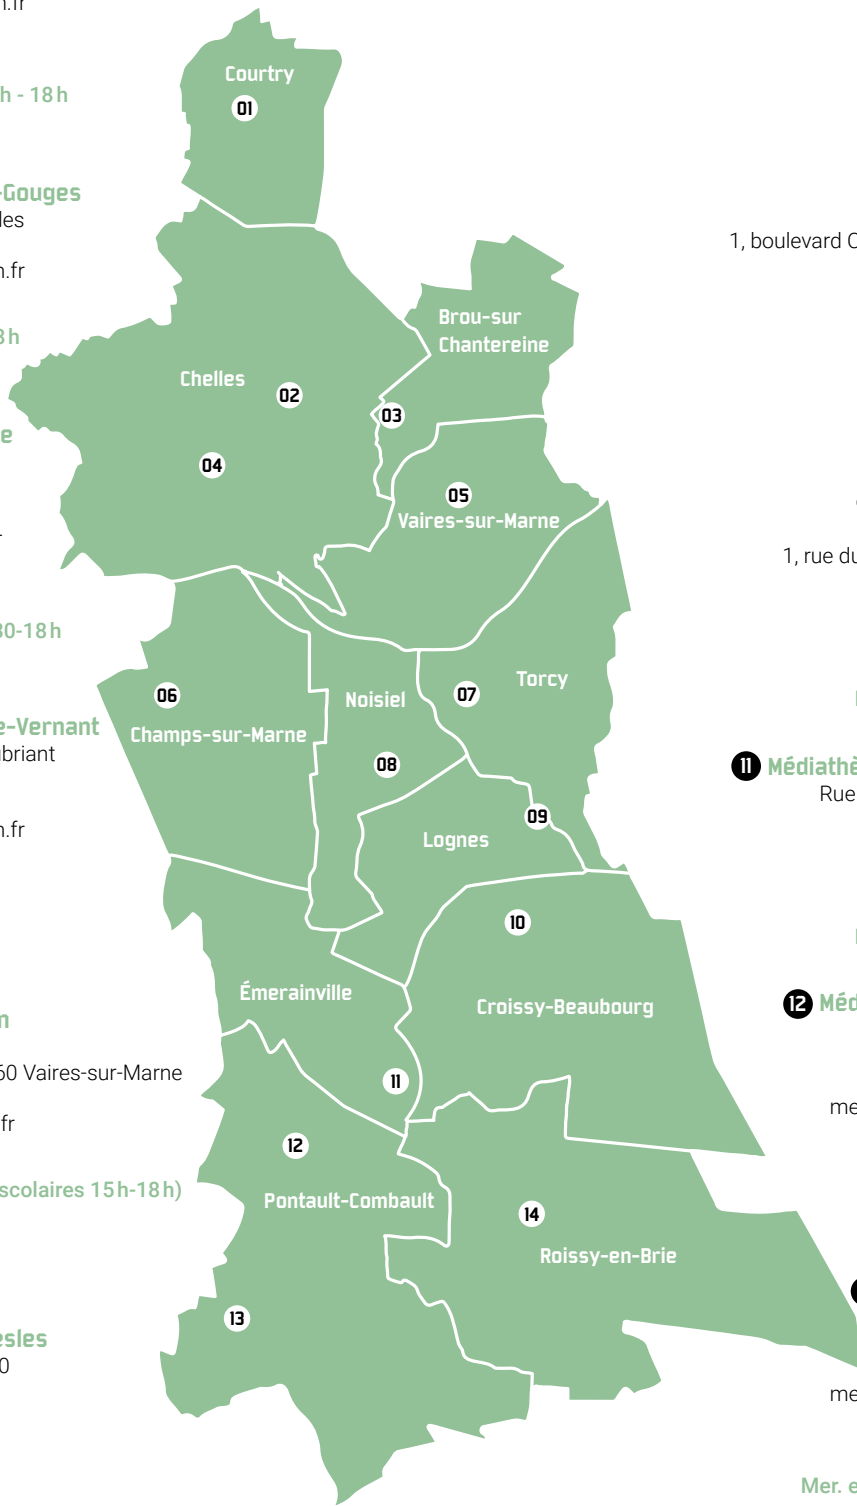 h - 18 h
-Gouges
les
n.fr
8 h
30-18 h
e-Vernant
briant
n.fr
60 Vaires-sur-Marne
fr
scolaires 15 h-18 h)
esles
0
Courtry
01
Brou-sur
Chantereine
Chelles
02
03
04
05
Vaires-sur-Marne
06
Champs-sur-Marne
Noisiel
07
Torcy
08
09
Lognes
10
Émerainville
Croissy-Beaubourg
11
12
Pontault-Combault
14
Roissy-en-Brie
13
1, boulevard
1, rue du
11 Médiathè
Rue
12 Méd
me
me
Mer. e